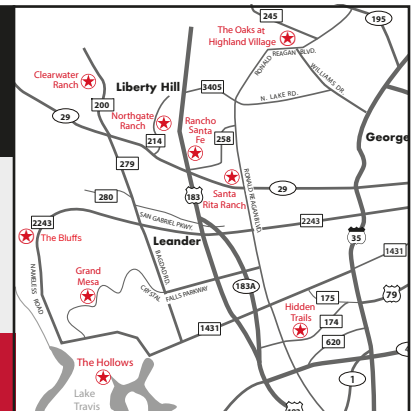 245
195
The Oaks at
Highland Village
RONALD REAGAN BLVD.
WILLIAMS DR.
Clearwater
Ranch
Liberty Hill
3405
N. LAKE RD.
200
29
Northgate
Ranch
Rancho
Santa
Fe
214
258
George
279
280
183
Santa
Rita Ranch
RONALD REAGAN BLVD.
29
2243
SAN GABRIEL PKWY.
2243
The Bluffs
Leander
35
1431
NAMELESS ROAD
Grand
Mesa
BAGDAD RD.
CRYSTAL FALLS PARKWAY
183A
175
79
Hidden
Trails
174
1431
620
The Hollows
1
Lake
Travis